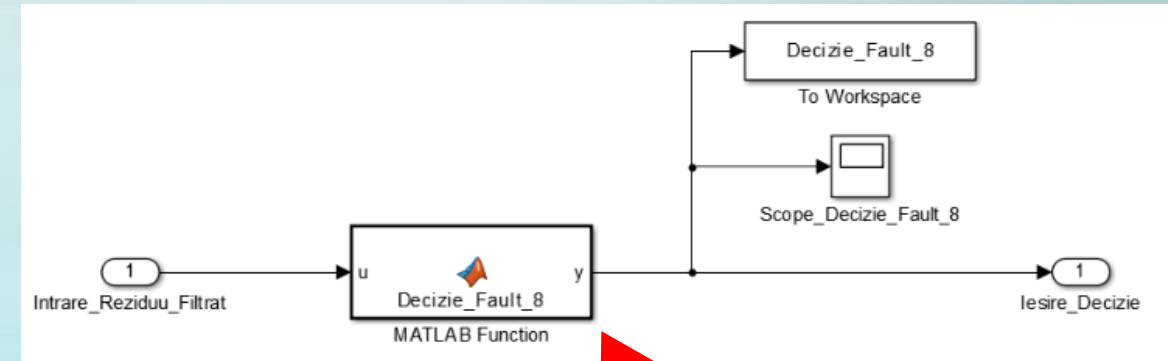 Decizie_Fault_8
To Workspace
Scope_Decizie_Fault_8
1
Intrare_Reziduu_Filtrat
u
y
Decizie_Fault_8
MATLAB Function
1
Iesire_Decizie